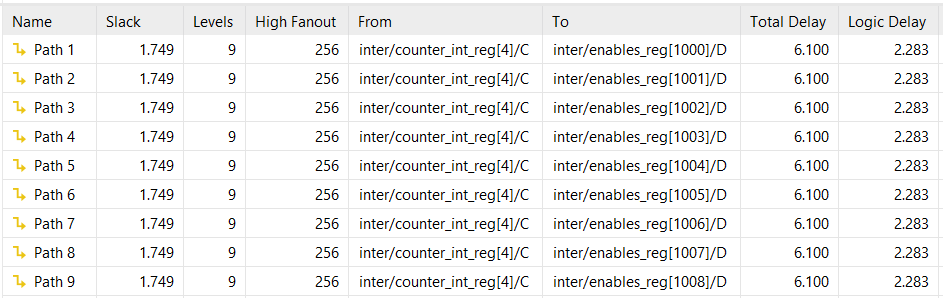 Name Slack Levels High Fanout From To Total Delay Logic Delay
Path 1 1.749 9 256 inter/counter_int_reg[4]/C inter/enables_reg[1000]/D 6.100 2.283
Path 2 1.749 9 256 inter/counter_int_reg[4]/C inter/enables_reg[1001]/D 6.100 2.283
Path 3 1.749 9 256 inter/counter_int_reg[4]/C inter/enables_reg[1002]/D 6.100 2.283
Path 4 1.749 9 256 inter/counter_int_reg[4]/C inter/enables_reg[1003]/D 6.100 2.283
Path 5 1.749 9 256 inter/counter_int_reg[4]/C inter/enables_reg[1004]/D 6.100 2.283
Path 6 1.749 9 256 inter/counter_int_reg[4]/C inter/enables_reg[1005]/D 6.100 2.283
Path 7 1.749 9 256 inter/counter_int_reg[4]/C inter/enables_reg[1006]/D 6.100 2.283
Path 8 1.749 9 256 inter/counter_int_reg[4]/C inter/enables_reg[1007]/D 6.100 2.283
Path 9 1.749 9 256 inter/counter_int_reg[4]/C inter/enables_reg[1008]/D 6.100 2.283